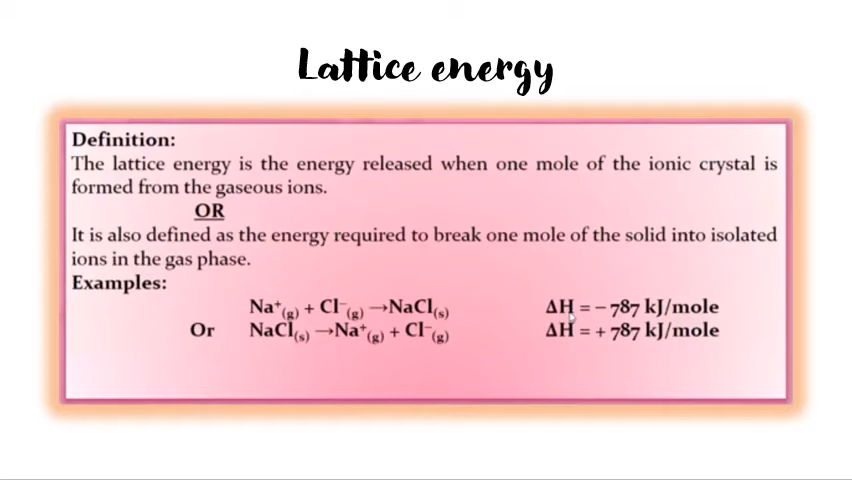 Lattice energy
Definition:
The lattice energy is the energy released when one mole of the ionic crystal is
formed from the gaseous ions.
OR
It is also defined as the energy required to break one mole of the solid into isolated
ions in the gas phase.
Examples:
Na⁺(g) + Cl⁻(g) →NaCl(s) ΔH = − 787 kJ/mole
Or NaCl(s) →Na⁺(g) + Cl⁻(g) ΔH = + 787 kJ/mole